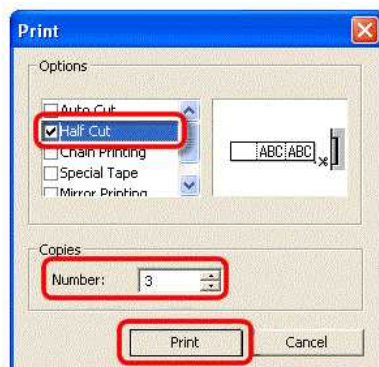 Print
Options
Auto Cut
Half Cut
Chain Printing
Special Tape
Mirror Printing
ABC ABC
Copies
Number: 3
Print Cancel